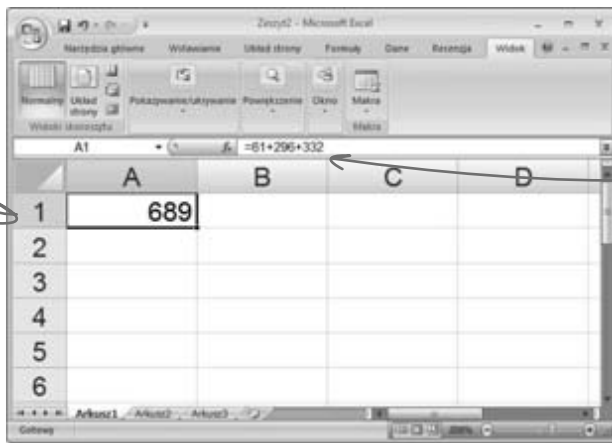 Zeszyt2 - Microsoft Excel
Narzędzia główne Wstawianie Układ strony Formuły Dane Recenzja Widok
Normalny Układ strony Pokazywanie/ukrywanie Powiększenie Okno Makra
Widoki skoroszytu Makra
A1 fx =61+296+332
A B C D
1 689
2
3
4
5
6
Arkusz1 Arkusz2 Arkusz3
Gotowy 200%